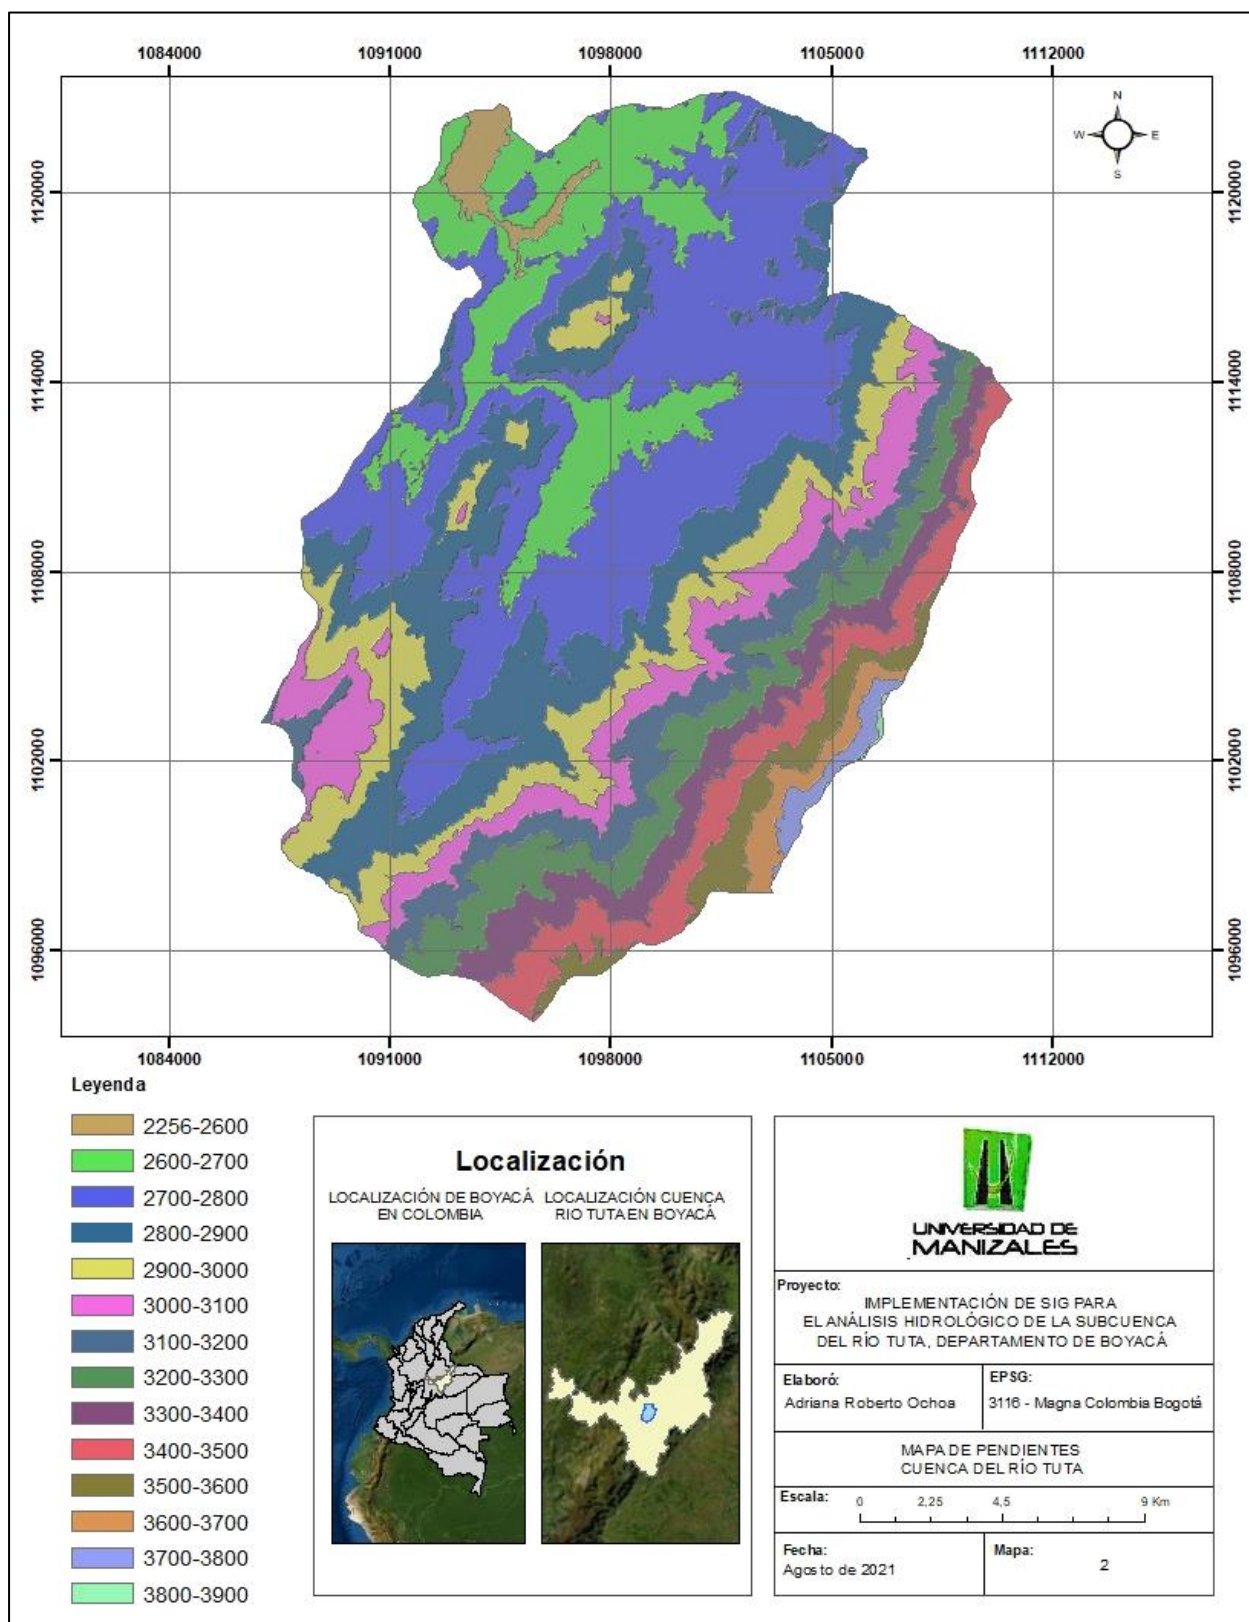 1084000 1091000 1098000 1105000 1112000
N
W E
S
1120000 1120000
1114000 1114000
1108000 1108000
1102000 1102000
1096000 1096000
1084000 1091000 1098000 1105000 1112000
Leyenda
2256-2600
2600-2700
2700-2800
2800-2900
2900-3000
3000-3100
3100-3200
3200-3300
3300-3400
3400-3500
3500-3600
3600-3700
3700-3800
3800-3900
Localización
LOCALIZACIÓN DE BOYACÁ
EN COLOMBIA
LOCALIZACIÓN CUENCA
RIO TUTA EN BOYACÁ
UNIVERSIDAD DE
MANIZALES
Proyecto:
IMPLEMENTACIÓN DE SIG PARA
EL ANÁLISIS HIDROLÓGICO DE LA SUBCUENCA
DEL RÍO TUTA, DEPARTAMENTO DE BOYACÁ
Elaboró:
Adriana Roberto Ochoa
EPSG:
3116 - Magna Colombia Bogotá
MAPA DE PENDIENTES
CUENCA DEL RÍO TUTA
Escala:
0 2,25 4,5 9 Km
Fecha:
Agosto de 2021
Mapa:
2